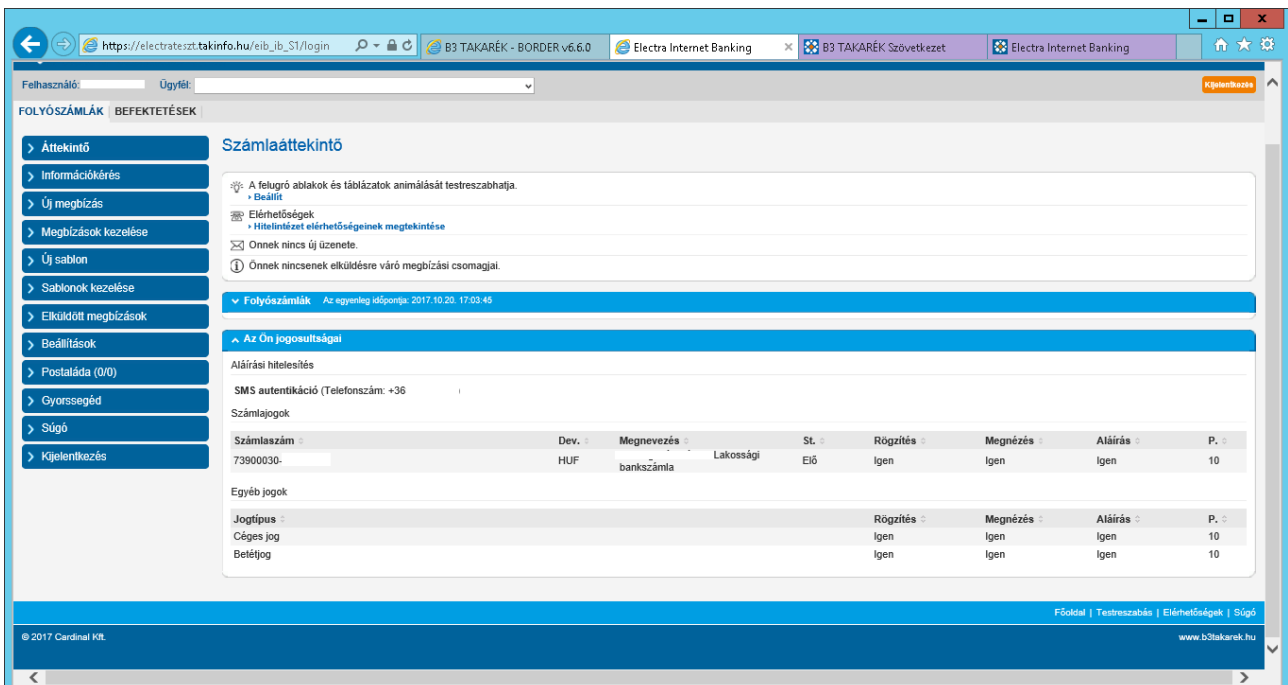 https://electrateszt.takinfo.hu/eib_ib_S1/login
B3 TAKARÉK - BORDER v6.6.0
Electra Internet Banking
B3 TAKARÉK Szövetkezet
Electra Internet Banking
Felhasználó: Ügyfél:
Kijelentkezés
FOLYÓSZÁMLÁK BEFEKTETÉSEK
Áttekintő
Információkérés
Új megbízás
Megbízások kezelése
Új sablon
Sablonok kezelése
Elküldött megbízások
Beállítások
Postaláda (0/0)
Gyorssegéd
Súgó
Kijelentkezés
Számlaáttekintő
A felugró ablakok és táblázatok animálását testreszabhatja.
Beállít
Elérhetőségek
Hitelintézet elérhetőségeinek megtekintése
Önnek nincs új üzenete.
Önnek nincsenek elküldésre váró megbízási csomagjai.
Folyószámlák Az egyenleg időpontja: 2017.10.20. 17:03:45
Az Ön jogosultságai
Aláírási hitelesítés
SMS autentikáció (Telefonszám: +36
Számlajogok
Számlaszám Dev. Megnevezés St. Rögzítés Megnézés Aláírás P.
73900030- HUF Lakossági bankszámla Elő Igen Igen Igen 10
Egyéb jogok
Jogtípus Rögzítés Megnézés Aláírás P.
Céges jog Igen Igen Igen 10
Betétjog Igen Igen Igen 10
Főoldal | Testreszabás | Elérhetőségek | Súgó
© 2017 Cardinal Kft. www.b3takarek.hu